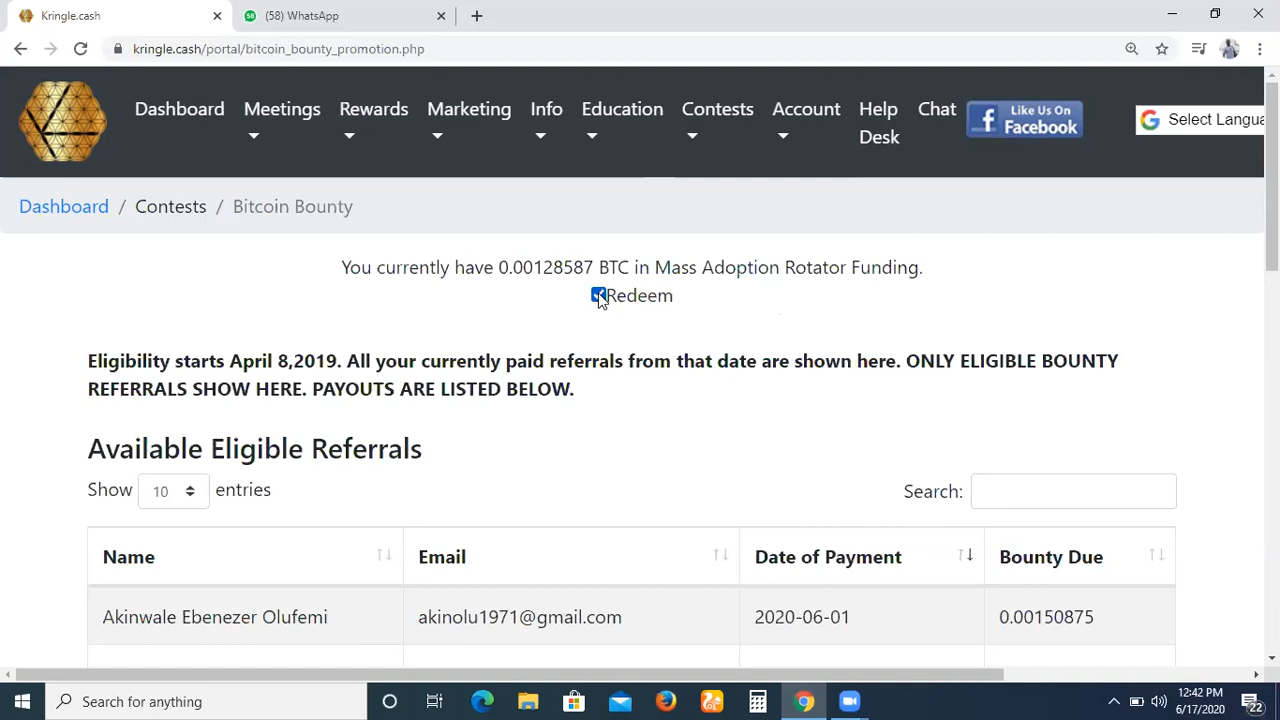 Kringle.cash
(58) WhatsApp
kringle.cash/portal/bitcoin_bounty_promotion.php
Dashboard Meetings Rewards Marketing Info Education Contests Account Help Desk Chat
Like Us On
Facebook
Select Langua
Dashboard / Contests / Bitcoin Bounty
You currently have 0.00128587 BTC in Mass Adoption Rotator Funding.
Redeem
Eligibility starts April 8,2019. All your currently paid referrals from that date are shown here. ONLY ELIGIBLE BOUNTY
REFERRALS SHOW HERE. PAYOUTS ARE LISTED BELOW.
Available Eligible Referrals
Show 10 entries Search:
Name Email Date of Payment Bounty Due
Akinwale Ebenezer Olufemi akinolu1971@gmail.com 2020-06-01 0.00150875
Search for anything
12:42 PM
6/17/2020
22